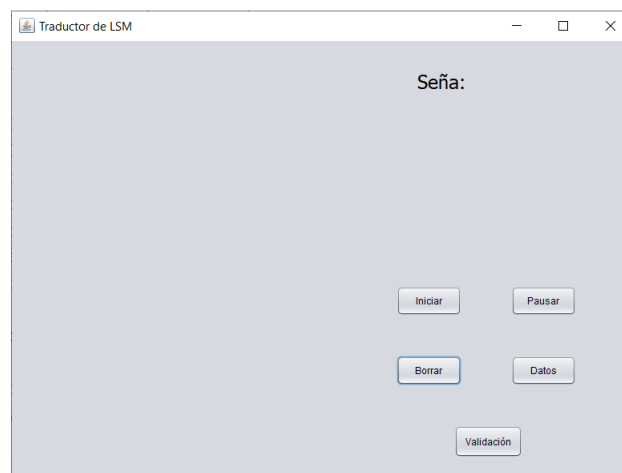 Traductor de LSM
Seña:
Iniciar
Pausar
Borrar
Datos
Validación